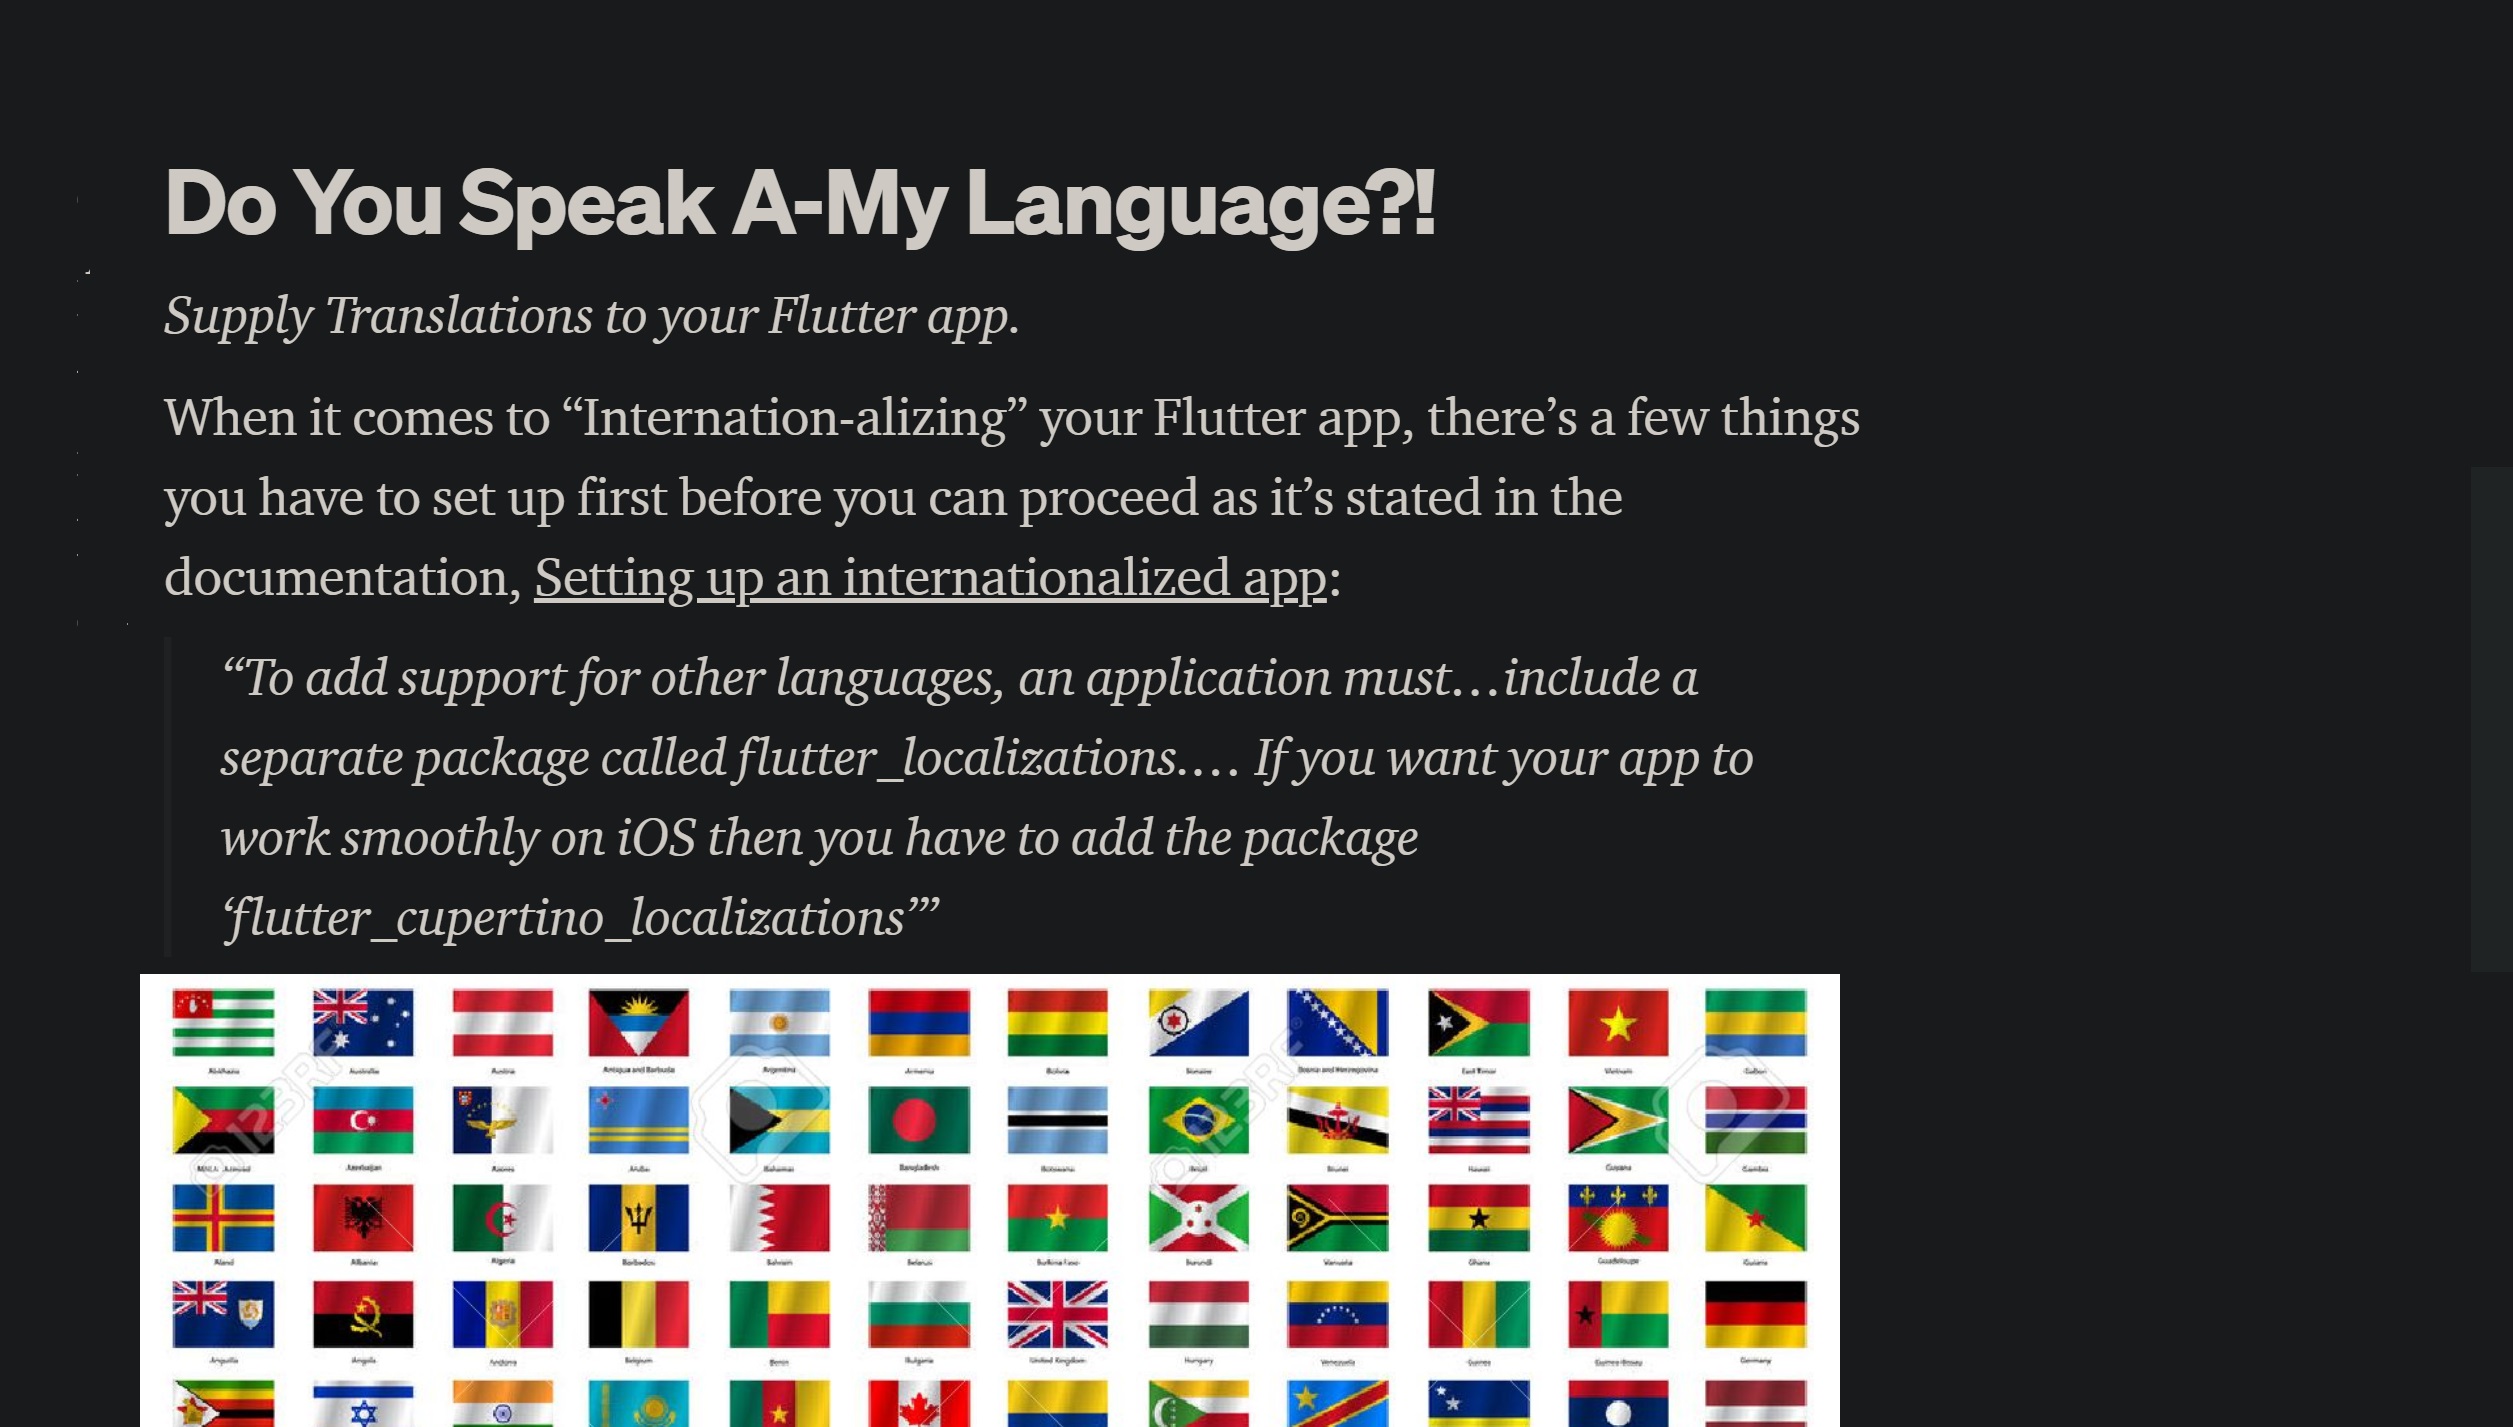 Do You Speak A-My Language?!
Supply Translations to your Flutter app.
When it comes to “Internation-alizing” your Flutter app, there’s a few things
you have to set up first before you can proceed as it’s stated in the
documentation, Setting up an internationalized app:
“To add support for other languages, an application must…include a
separate package called flutter_localizations…. If you want your app to
work smoothly on iOS then you have to add the package
‘flutter_cupertino_localizations’”
Abkhazia Australia Austria Antigua and Barbuda Argentina Armenia Bolivia Bonaire Bosnia and Herzegovina East Timor Vietnam Gabon
Azerbaijan Azores Aruba Bahamas Bangladesh Botswana Brazil Brunei Hawaii Guyana Gambia
Aland Albania Algeria Barbados Bahrain Belarus Burkina Faso Burundi Vanuatu Ghana Guadeloupe Guiana
Anguilla Angola Andorra Belgium Benin Bulgaria United Kingdom Hungary Venezuela Guinea Guinea-Bissau Germany
123RF
123RF